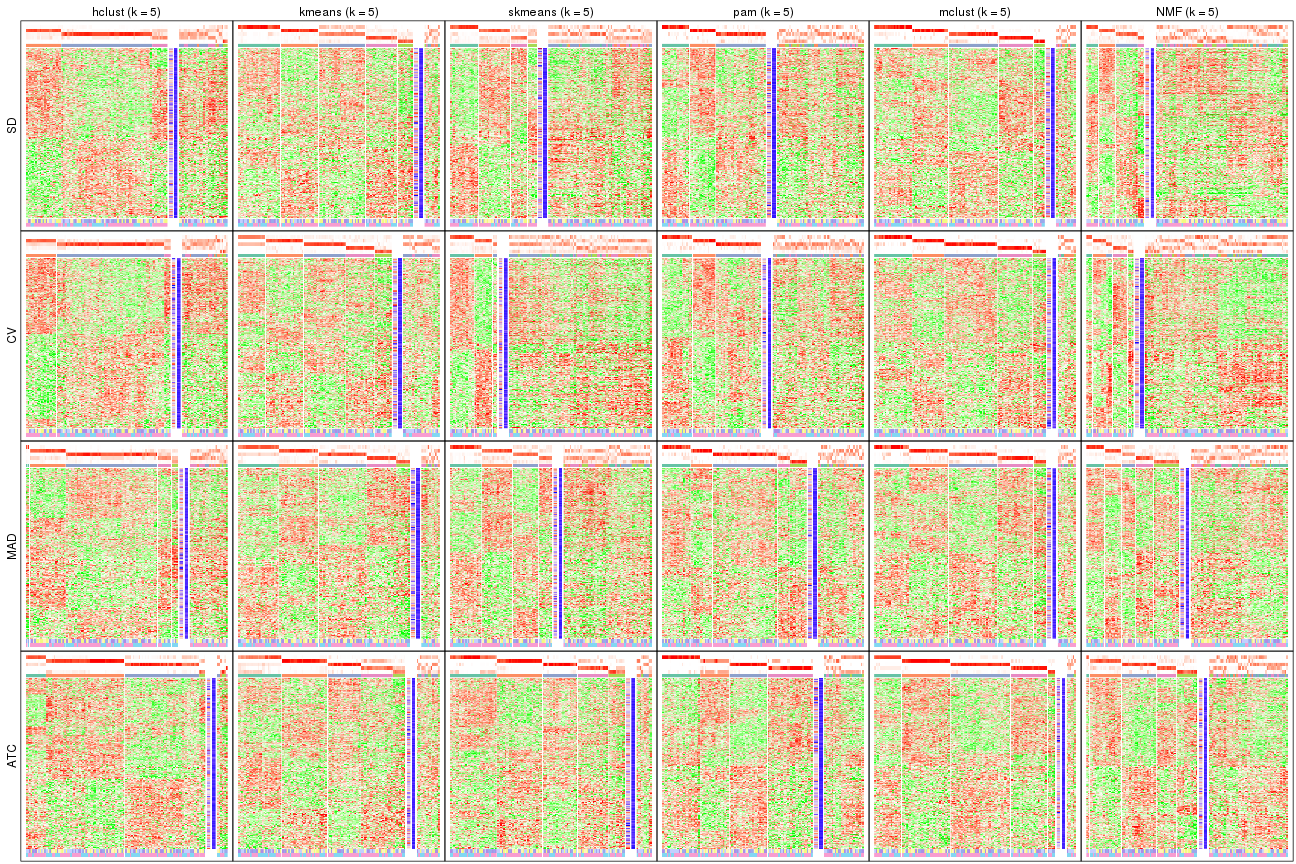 hclust (k = 5)
kmeans (k = 5)
skmeans (k = 5)
pam (k = 5)
mclust (k = 5)
NMF (k = 5)
SD
CV
MAD
ATC